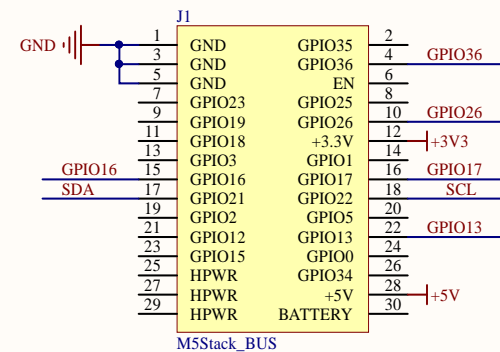 J1
1 GND GPIO35 2
GND 3 GND GPIO36 4 GPIO36
5 GND EN 6
7 GPIO23 GPIO25 8
9 GPIO19 GPIO26 10 GPIO26
11 GPIO18 +3.3V 12 +3V3
13 GPIO3 GPIO1 14
GPIO16 15 GPIO16 GPIO17 16 GPIO17
SDA 17 GPIO21 GPIO22 18 SCL
19 GPIO2 GPIO5 20
21 GPIO12 GPIO13 22 GPIO13
23 GPIO15 GPIO0 24
25 HPWR GPIO34 26
27 HPWR +5V 28 +5V
29 HPWR BATTERY 30
M5Stack_BUS